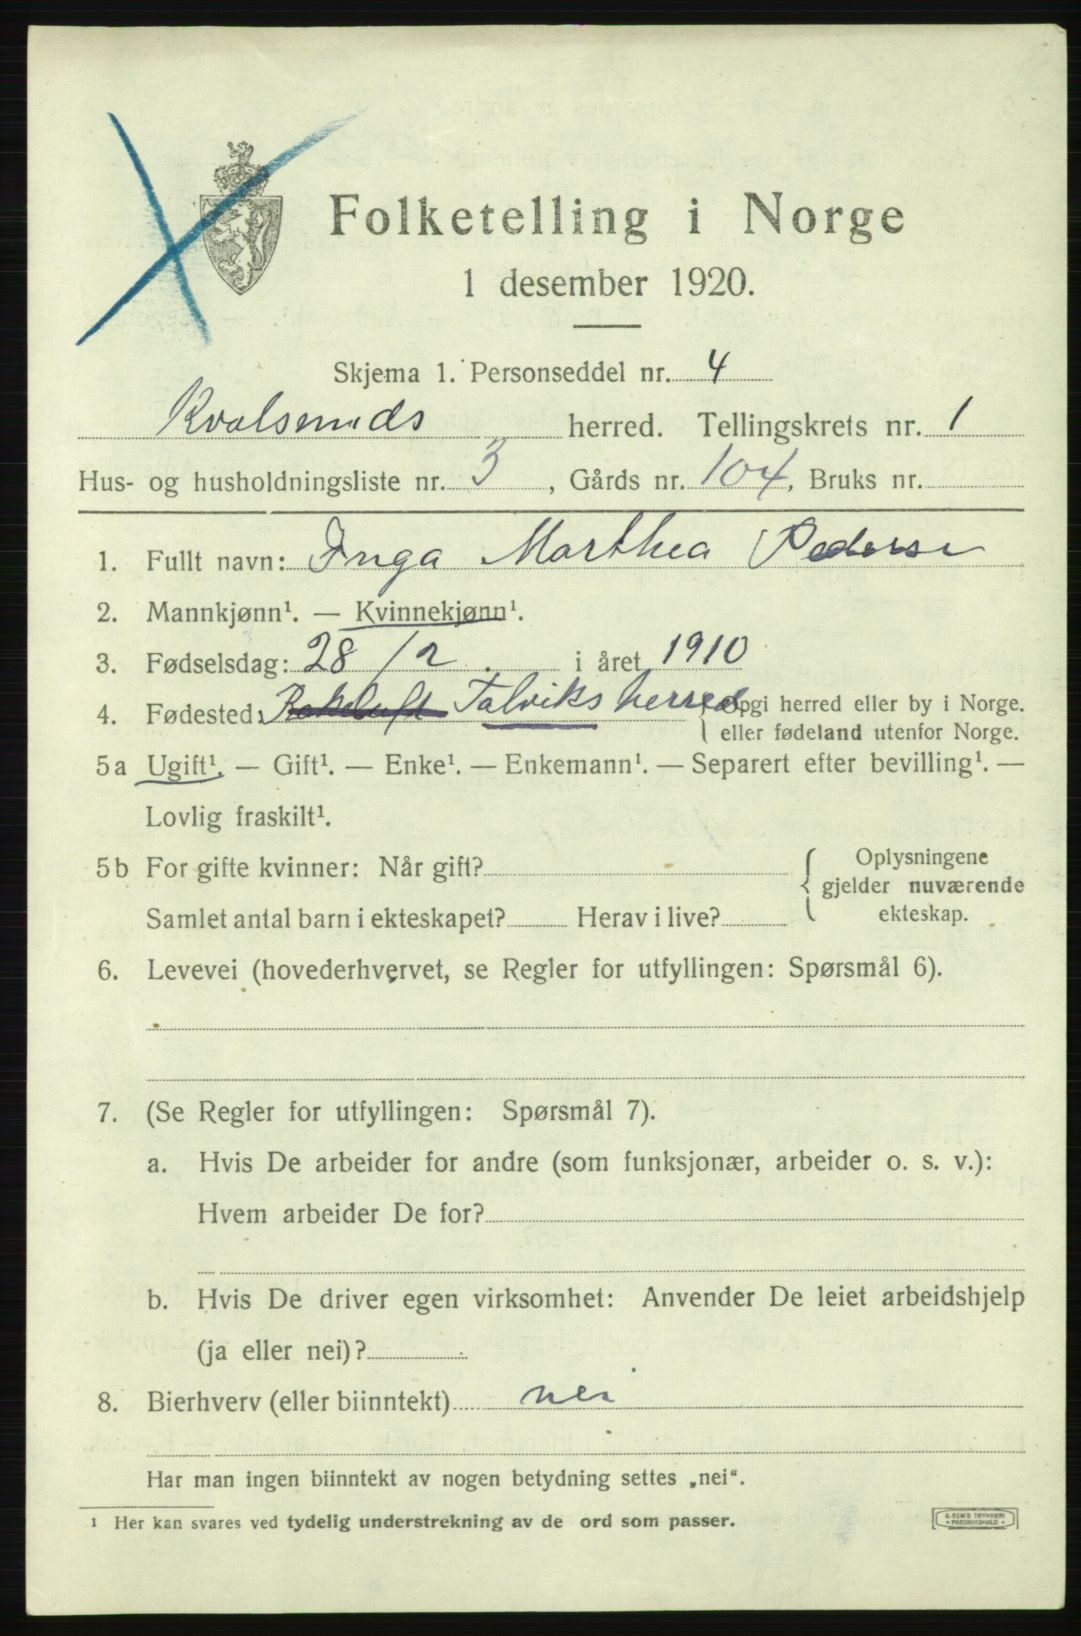 Folketelling i Norge
1 desember 1920.
Skjema 1. Personseddel nr. 4
Kvalsunds herred. Tellingskrets nr. 1
Hus- og husholdningsliste nr. 3, Gårds nr. 104, Bruks nr.
1. Fullt navn: Inga Marthea Pederse
2. Mannkjønn¹. — Kvinnekjønn¹.
3. Fødselsdag: 28/2 i året 1910
4. Fødested: Talviks herred { Opgi herred eller by i Norge.
eller fødeland utenfor Norge.
5a Ugift¹. — Gift¹. — Enke¹. — Enkemann¹. — Separert efter bevilling¹. —
Lovlig fraskilt¹.
5b For gifte kvinner: Når gift? { Oplysningene
gjelder nuværende
Samlet antal barn i ekteskapet? Herav i live? ekteskap.
6. Levevei (hovederhvervet, se Regler for utfyllingen: Spørsmål 6).
7. (Se Regler for utfyllingen: Spørsmål 7).
a. Hvis De arbeider for andre (som funksjonær, arbeider o. s. v.):
Hvem arbeider De for?
b. Hvis De driver egen virksomhet: Anvender De leiet arbeidshjelp
(ja eller nei)?
8. Bierhverv (eller biinntekt) nei
Har man ingen biinntekt av nogen betydning settes „nei“.
¹ Her kan svares ved tydelig understrekning av de ord som passer.